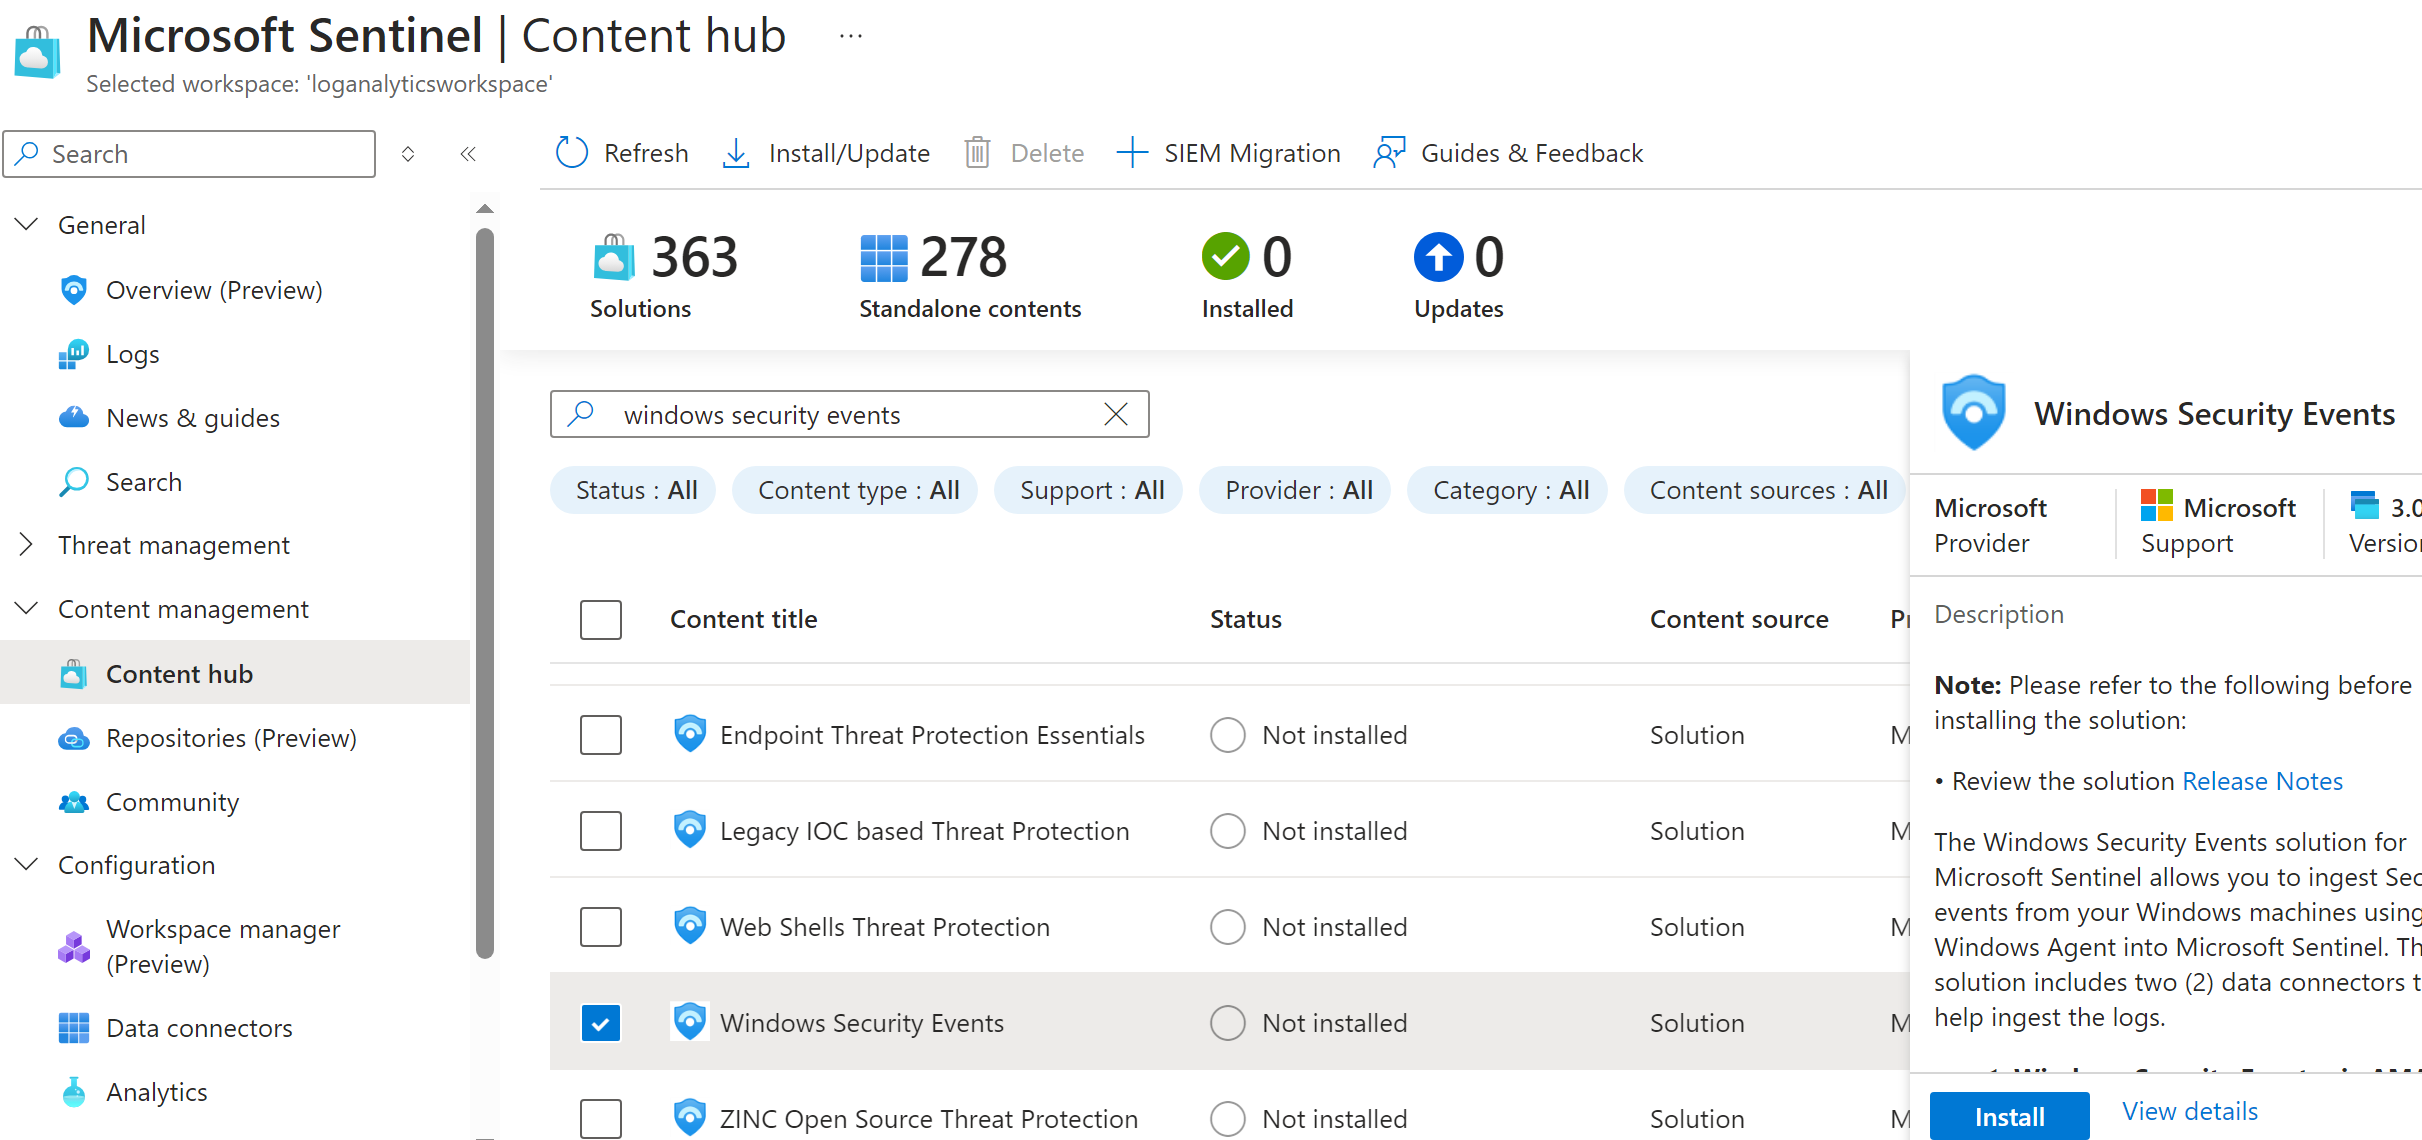 Microsoft Sentinel | Content hub ...
Selected workspace: 'loganalyticsworkspace'
Search
General
Overview (Preview)
Logs
News & guides
Search
Threat management
Content management
Content hub
Repositories (Preview)
Community
Configuration
Workspace manager
(Preview)
Data connectors
Analytics
Refresh Install/Update Delete SIEM Migration Guides & Feedback
363 278 0 0
Solutions Standalone contents Installed Updates
windows security events
Status : All Content type : All Support : All Provider : All Category : All Content sources : All
Content title Status Content source
Endpoint Threat Protection Essentials Not installed Solution
Legacy IOC based Threat Protection Not installed Solution
Web Shells Threat Protection Not installed Solution
Windows Security Events Not installed Solution
ZINC Open Source Threat Protection Not installed Solution
Windows Security Events
Microsoft Microsoft 3.0
Provider Support
Description
Note: Please refer to the following before
installing the solution:
• Review the solution Release Notes
The Windows Security Events solution for
Microsoft Sentinel allows you to ingest
events from your Windows machines using
Windows Agent into Microsoft Sentinel.
solution includes two (2) data connectors
help ingest the logs.
Install View details